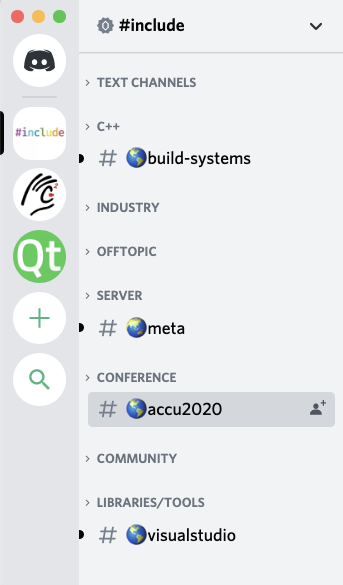 #include
#include
TEXT CHANNELS
C++
# build-systems
INDUSTRY
OFFTOPIC
SERVER
# meta
CONFERENCE
# accu2020
COMMUNITY
LIBRARIES/TOOLS
# visualstudio
Qt